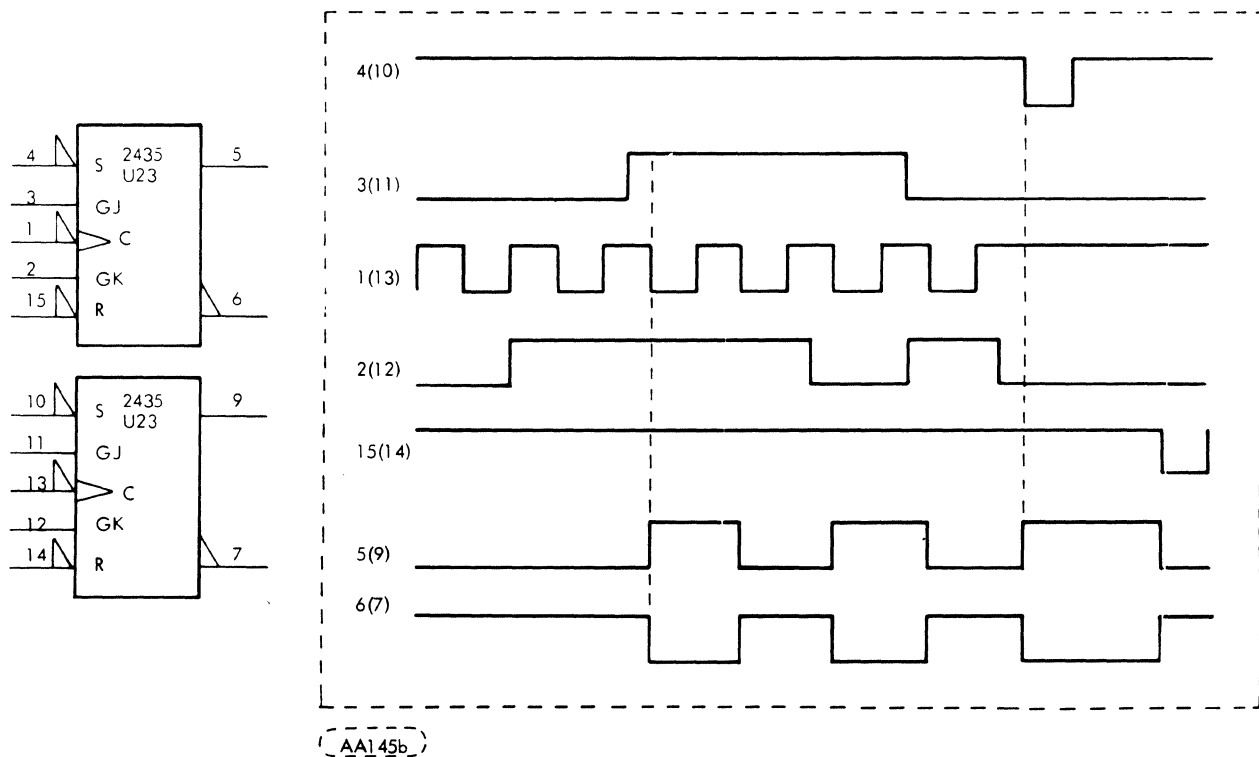 4 S 2435 5
U23
3 GJ
1 C
2 GK
15 R 6
10 S 2435 9
U23
11 GJ
13 C
12 GK
14 R 7
4(10)
3(11)
1(13)
2(12)
15(14)
5(9)
6(7)
AA145b